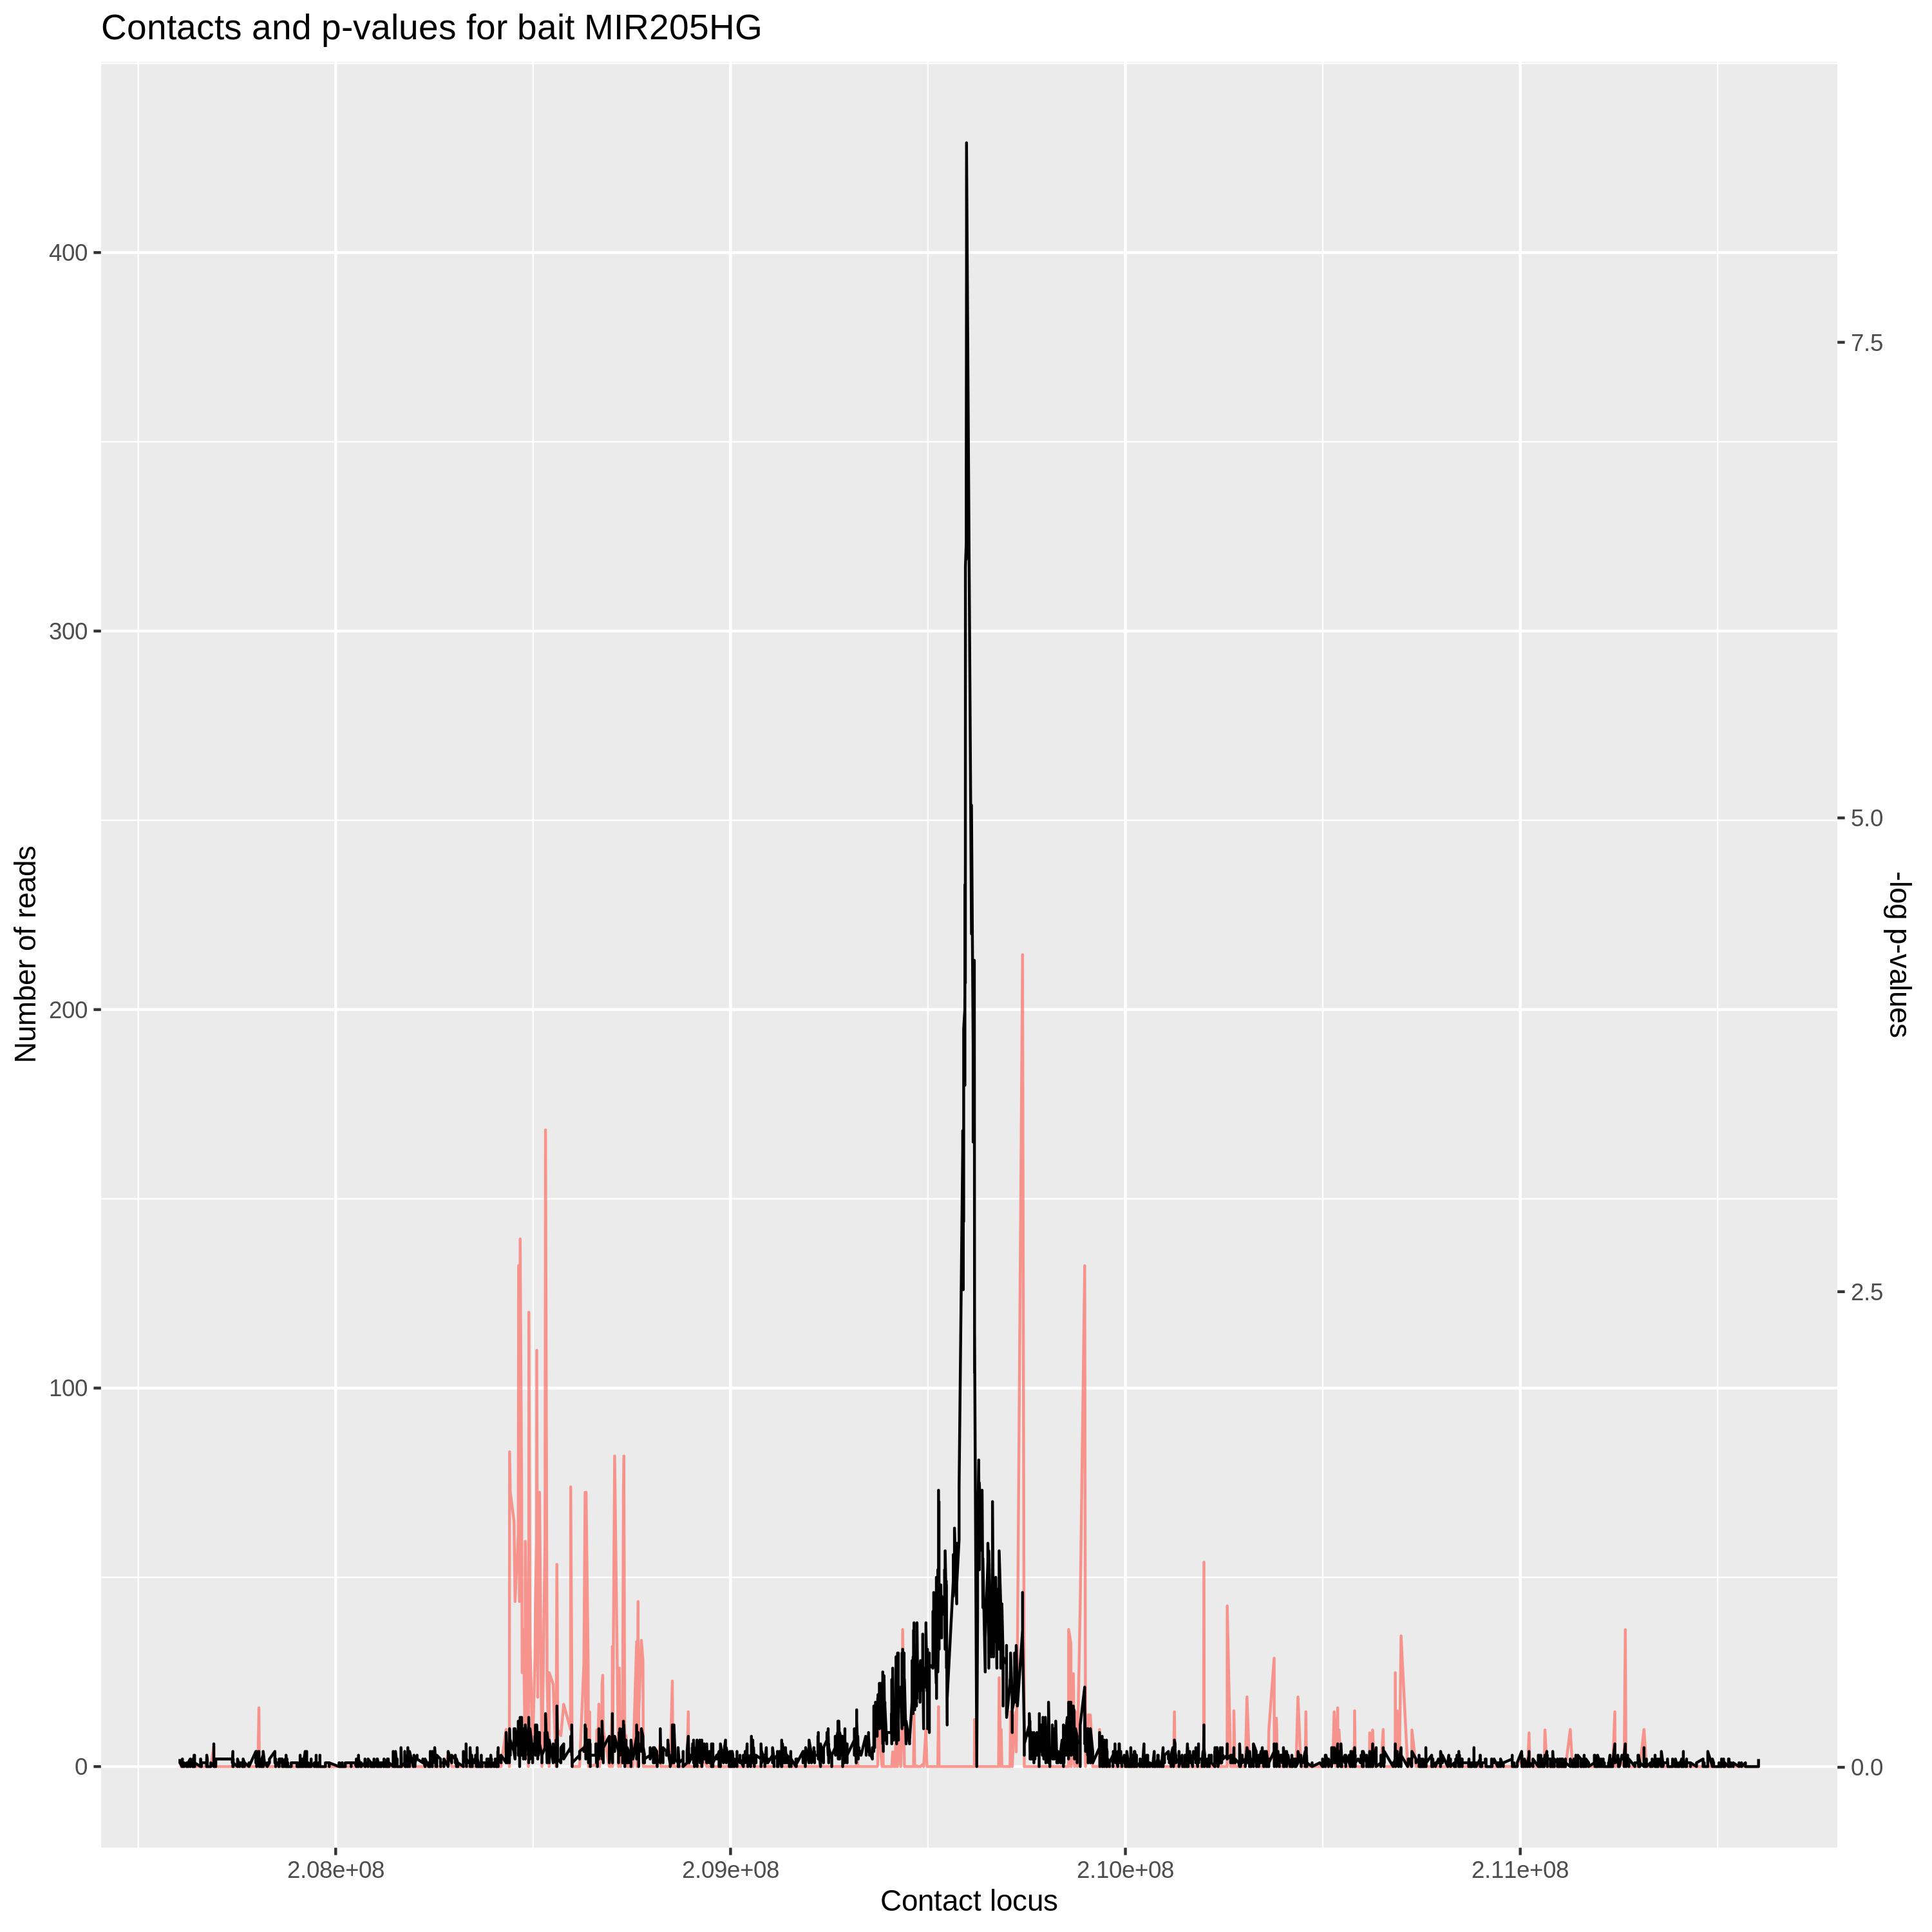 Contacts and p-values for bait MIR205HG
400
300
200
100
0
7.5
5.0
2.5
0.0
Number of reads
-log p-values
2.08e+08
2.09e+08
2.10e+08
2.11e+08
Contact locus